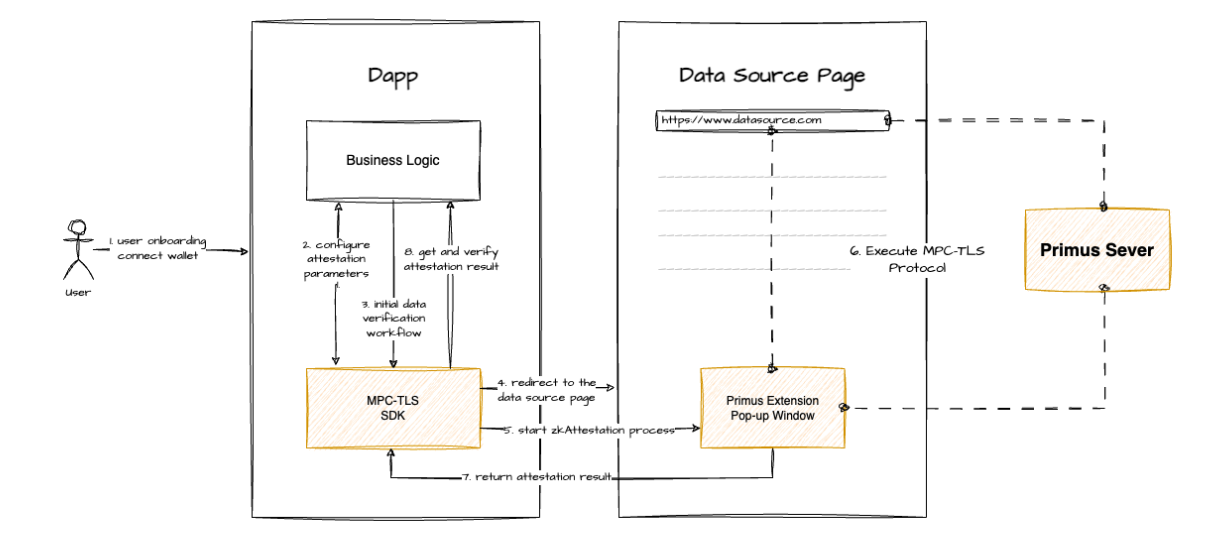 Dapp
Data Source Page
https://www.datasource.com
Business Logic
1. user onboarding
connect wallet
User
2. configure
attestation
parameters
8. get and verify
attestation result
3. initial data
verification
workflow
6. Execute MPC-TLS
Protocol
Primus Sever
MPC-TLS
SDK
4. redirect to the
data source page
5. start zkAttestation process
Primus Extension
Pop-up Window
7. return attestation result